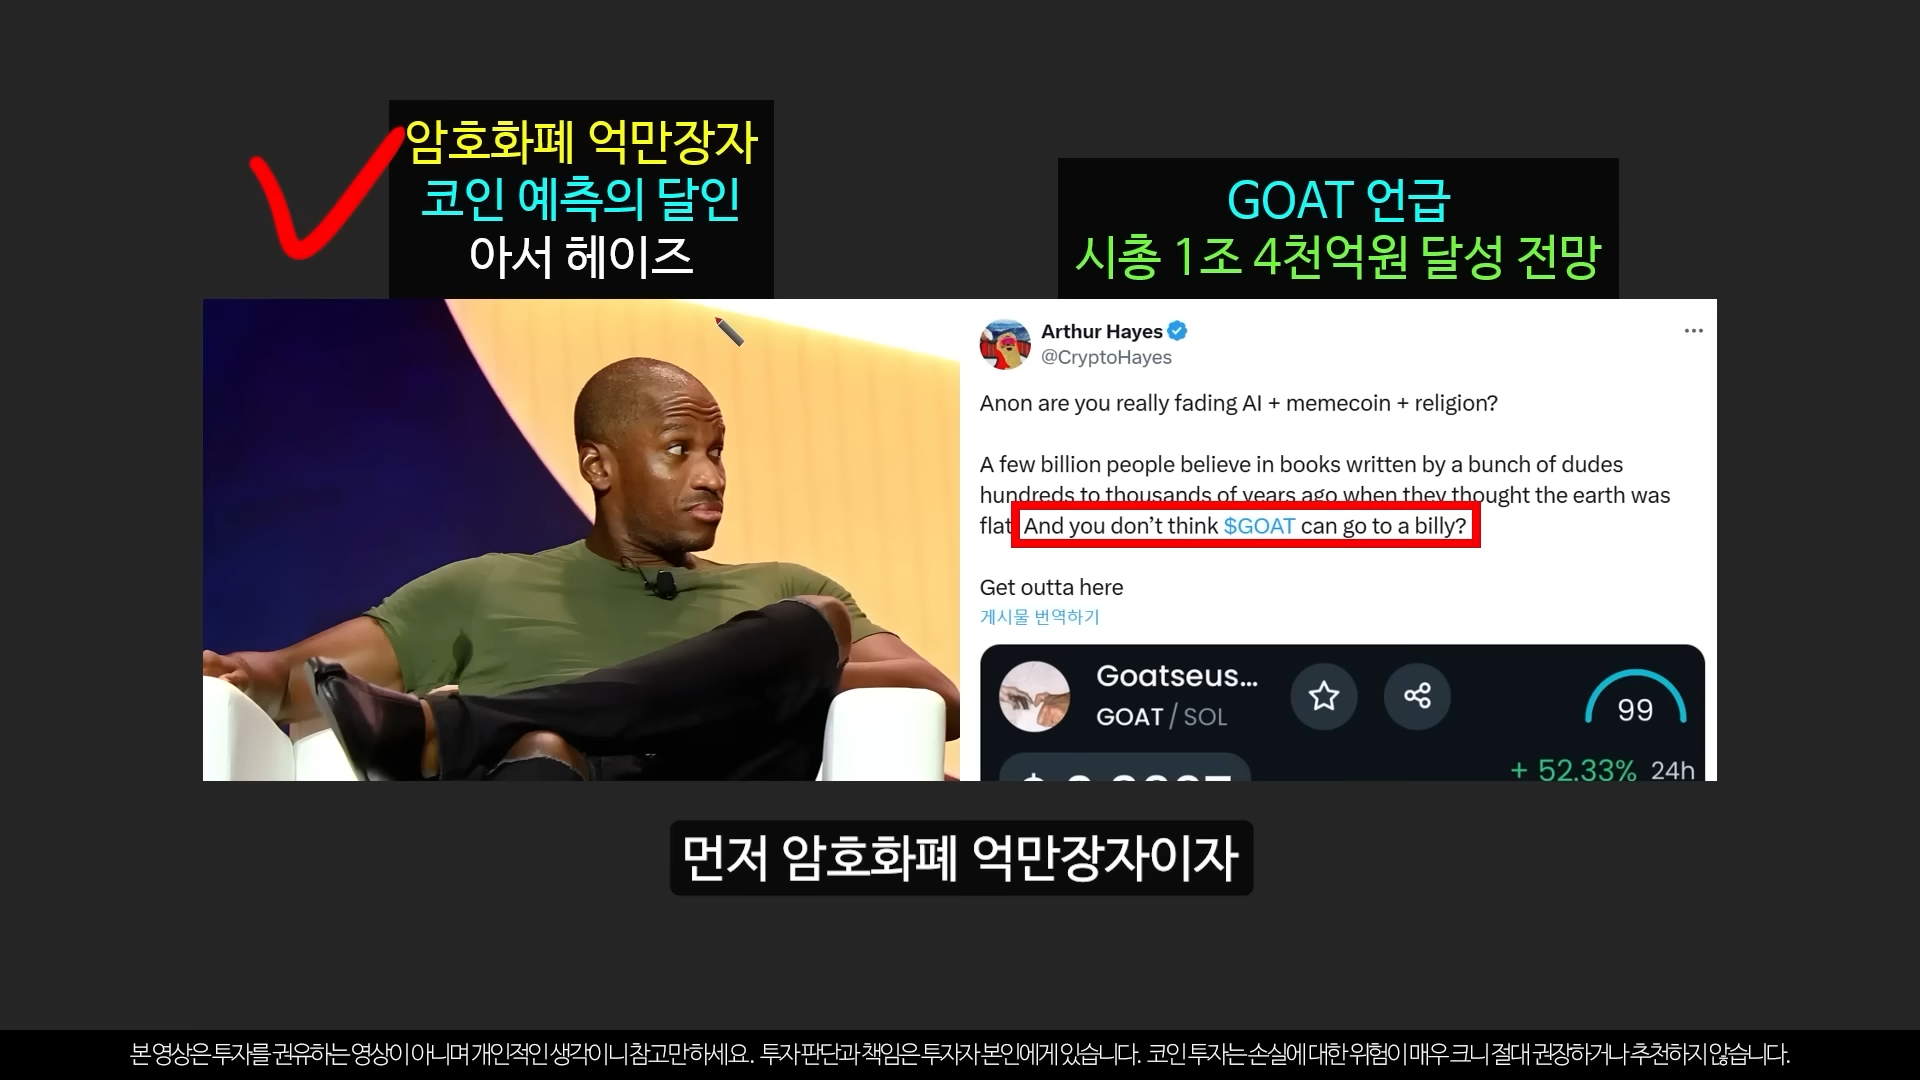 암호화폐 억만장자
코인 예측의 달인
아서 헤이즈
GOAT 언급
시총 1조 4천억원 달성 전망
Arthur Hayes
@CryptoHayes
Anon are you really fading AI + memecoin + religion?
A few billion people believe in books written by a bunch of dudes
hundreds to thousands of years ago when they thought the earth was
flat And you don't think $GOAT can go to a billy?
Get outta here
게시물 번역하기
Goatseus...
GOAT / SOL
99
+ 52.33% 24h
먼저 암호화폐 억만장자이자
본 영상은 투자를 권유하는 영상이 아니며 개인적인 생각이니 참고만 하세요. 투자 판단과 책임은 투자자 본인에게 있습니다. 코인 투자는 손실에 대한 위험이 매우 크니 절대 권장하거나 추천하지 않습니다.